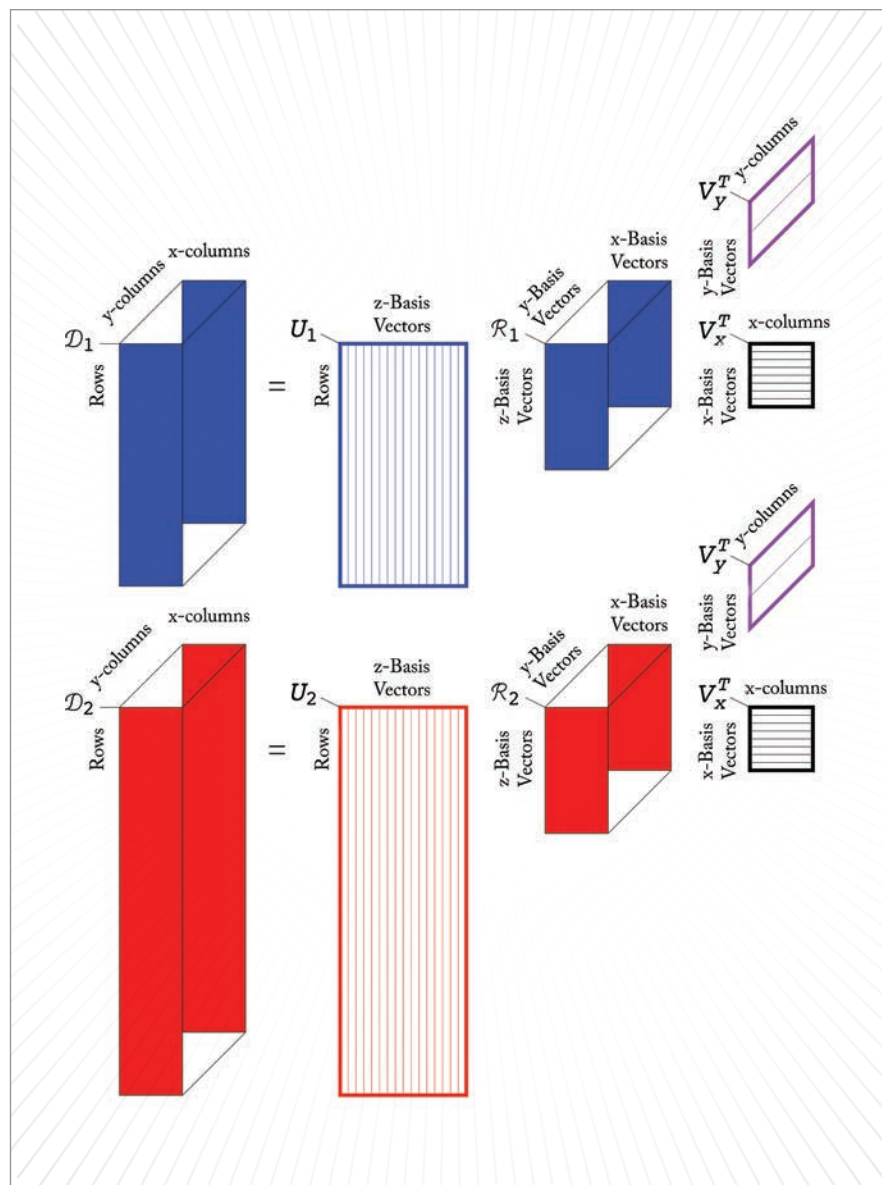 y-columns
x-columns
𝒟1
Rows
=
z-Basis
Vectors
U1
Rows
y-Basis
Vectors
x-Basis
Vectors
ℛ1
z-Basis
Vectors
y-columns
V_y^T
y-Basis
Vectors
x-columns
V_x^T
x-Basis
Vectors
y-columns
x-columns
𝒟2
Rows
=
z-Basis
Vectors
U2
Rows
y-Basis
Vectors
x-Basis
Vectors
ℛ2
z-Basis
Vectors
y-columns
V_y^T
y-Basis
Vectors
x-columns
V_x^T
x-Basis
Vectors